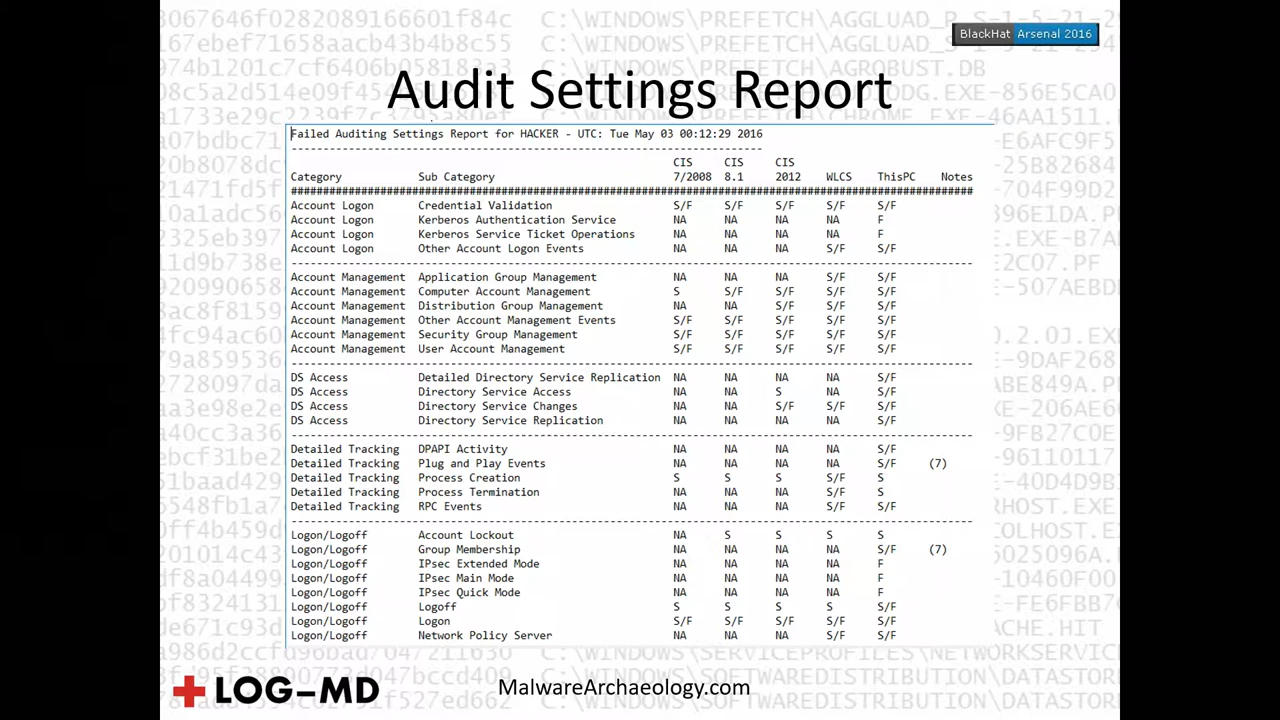 BlackHat Arsenal 2016
Audit Settings Report
Failed Auditing Settings Report for HACKER - UTC: Tue May 03 00:12:29 2016
CIS CIS CIS
Category Sub Category 7/2008 8.1 2012 WLCS ThisPC Notes
Account Logon Credential Validation S/F S/F S/F S/F S/F
Account Logon Kerberos Authentication Service NA NA NA NA F
Account Logon Kerberos Service Ticket Operations NA NA NA NA F
Account Logon Other Account Logon Events NA NA NA S/F S/F
Account Management Application Group Management NA NA NA S/F S/F
Account Management Computer Account Management S S/F S/F S/F S/F
Account Management Distribution Group Management NA NA S/F S/F S/F
Account Management Other Account Management Events S/F S/F S/F S/F S/F
Account Management Security Group Management S/F S/F S/F S/F S/F
Account Management User Account Management S/F S/F S/F S/F S/F
DS Access Detailed Directory Service Replication NA NA NA NA S/F
DS Access Directory Service Access NA NA S NA S/F
DS Access Directory Service Changes NA NA S/F S/F S/F
DS Access Directory Service Replication NA NA NA NA S/F
Detailed Tracking DPAPI Activity NA NA NA NA S/F
Detailed Tracking Plug and Play Events NA NA NA NA S/F (7)
Detailed Tracking Process Creation S S S S/F S
Detailed Tracking Process Termination NA NA NA S/F S
Detailed Tracking RPC Events NA NA NA S/F S/F
Logon/Logoff Account Lockout NA S S S S
Logon/Logoff Group Membership NA NA NA NA S/F (7)
Logon/Logoff IPsec Extended Mode NA NA NA NA F
Logon/Logoff IPsec Main Mode NA NA NA NA F
Logon/Logoff IPsec Quick Mode NA NA NA NA F
Logon/Logoff Logoff S S S S S/F
Logon/Logoff Logon S/F S/F S/F S/F S/F
Logon/Logoff Network Policy Server NA NA NA S/F S/F
LOG-MD
MalwareArchaeology.com